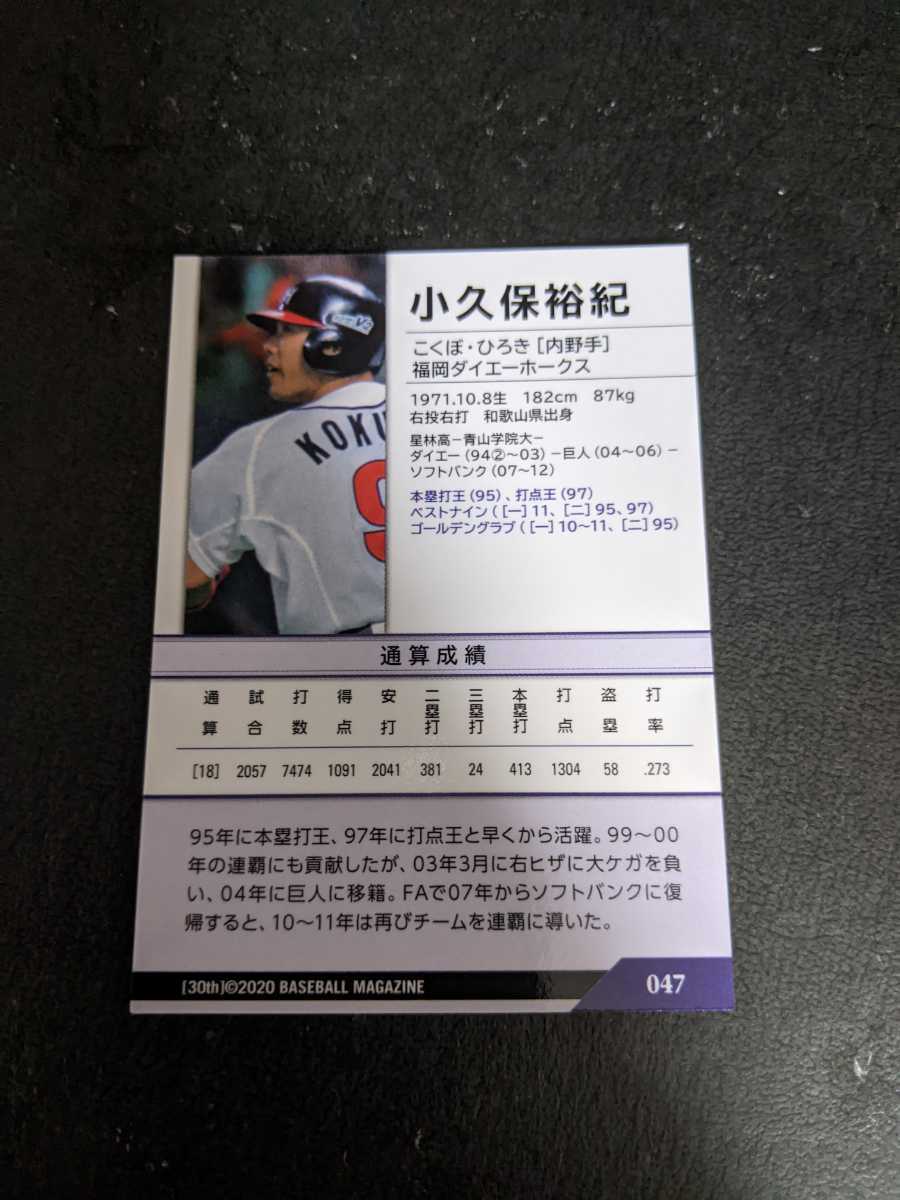 小久保裕紀
こくぼ・ひろき [内野手]
福岡ダイエーホークス
1971.10.8生 182cm 87kg
右投右打 和歌山県出身
星林高－青山学院大－
ダイエー(94②～03)－巨人(04～06)－
ソフトバンク(07～12)
本塁打王(95)、打点王(97)
ベストナイン([一]11、[二]95、97)
ゴールデングラブ([一]10～11、[二]95)
KOKU
9
通算成績
通算 試合 打数 得点 安打 二塁打 三塁打 本塁打 打点 盗塁 打率
[18] 2057 7474 1091 2041 381 24 413 1304 58 .273
95年に本塁打王、97年に打点王と早くから活躍。99～00
年の連覇にも貢献したが、03年3月に右ヒザに大ケガを負
い、04年に巨人に移籍。FAで07年からソフトバンクに復
帰すると、10～11年は再びチームを連覇に導いた。
[30th]©2020 BASEBALL MAGAZINE
047